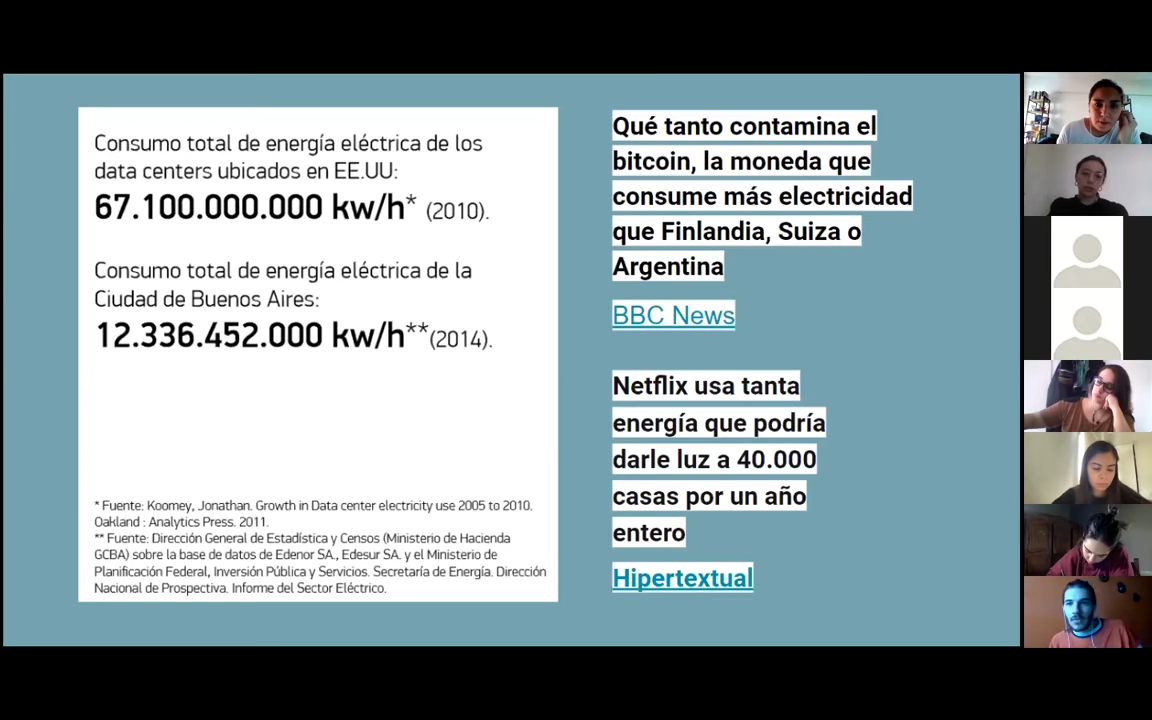 Consumo total de energía eléctrica de los
data centers ubicados en EE.UU:
67.100.000.000 kw/h* (2010).
Consumo total de energía eléctrica de la
Ciudad de Buenos Aires:
12.336.452.000 kw/h**(2014).
* Fuente: Koomey, Jonathan. Growth in Data center electricity use 2005 to 2010.
Oakland : Analytics Press. 2011.
** Fuente: Dirección General de Estadística y Censos (Ministerio de Hacienda
GCBA) sobre la base de datos de Edenor SA., Edesur SA. y el Ministerio de
Planificación Federal, Inversión Pública y Servicios. Secretaría de Energía. Dirección
Nacional de Prospectiva. Informe del Sector Eléctrico.
Qué tanto contamina el
bitcoin, la moneda que
consume más electricidad
que Finlandia, Suiza o
Argentina
BBC News
Netflix usa tanta
energía que podría
darle luz a 40.000
casas por un año
entero
Hipertextual